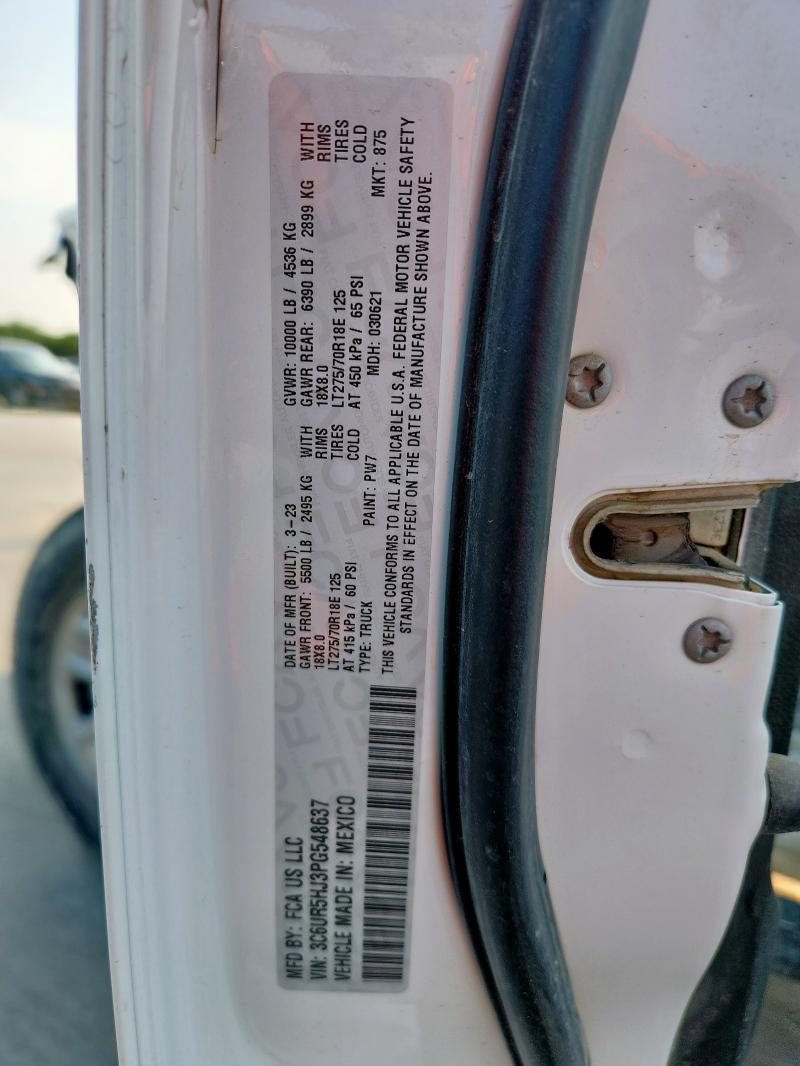 MFD BY: FCA US LLC
VIN: 3C6UR5HJ3PG548637
VEHICLE MADE IN: MEXICO
DATE OF MFR (BUILT): 3-23 GVWR: 10000 LB / 4536 KG
GAWR FRONT: 5500 LB / 2495 KG WITH GAWR REAR: 6390 LB / 2899 KG WITH
18X8.0 RIMS 18X8.0 RIMS
LT275/70R18E 125 TIRES LT275/70R18E 125 TIRES
AT 415 kPa / 60 PSI COLD AT 450 kPa / 65 PSI COLD
TYPE: TRUCK PAINT: PW7 MDH: 030621 MKT: 875
THIS VEHICLE CONFORMS TO ALL APPLICABLE U.S.A. FEDERAL MOTOR VEHICLE SAFETY
STANDARDS IN EFFECT ON THE DATE OF MANUFACTURE SHOWN ABOVE.